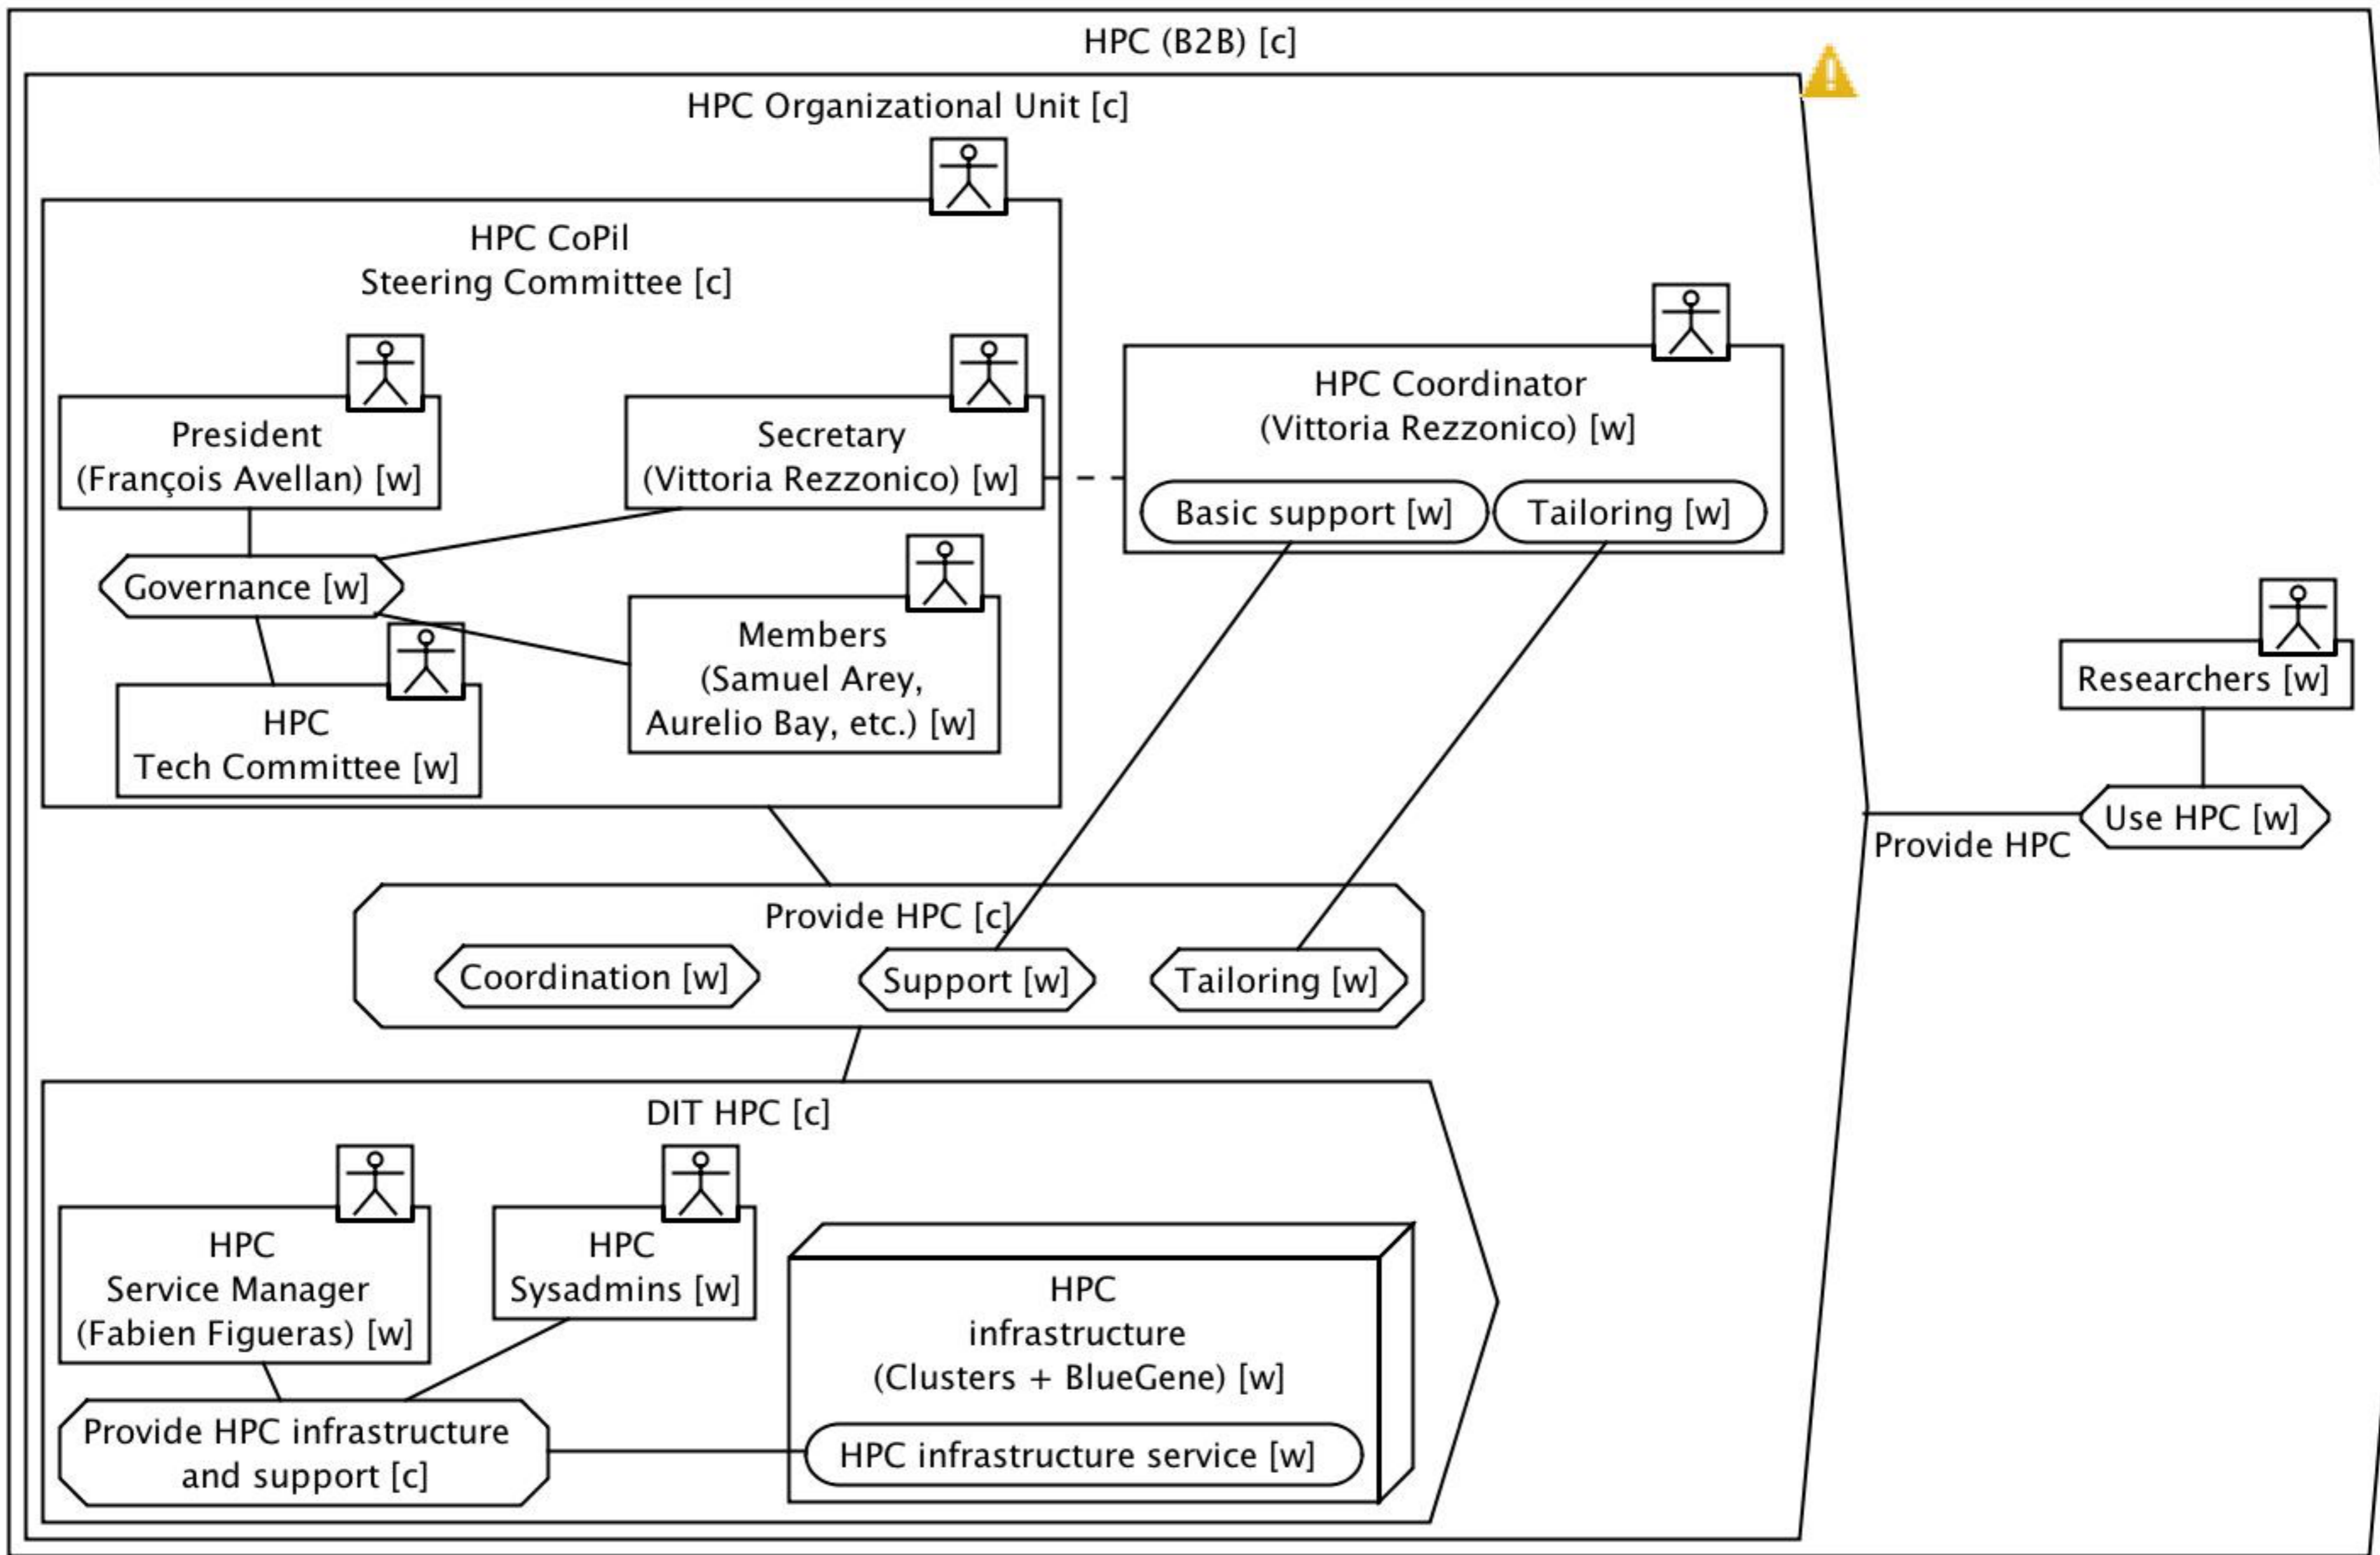 HPC (B2B) [c]
HPC Organizational Unit [c]
HPC CoPil
Steering Committee [c]
President
(François Avellan) [w]
Secretary
(Vittoria Rezzonico) [w]
HPC Coordinator
(Vittoria Rezzonico) [w]
Basic support [w]
Tailoring [w]
Governance [w]
Members
(Samuel Arey,
Aurelio Bay, etc.) [w]
HPC
Tech Committee [w]
Researchers [w]
Use HPC [w]
Provide HPC
Provide HPC [c]
Coordination [w]
Support [w]
Tailoring [w]
DIT HPC [c]
HPC
Service Manager
(Fabien Figueras) [w]
HPC
Sysadmins [w]
HPC
infrastructure
(Clusters + BlueGene) [w]
HPC infrastructure service [w]
Provide HPC infrastructure
and support [c]